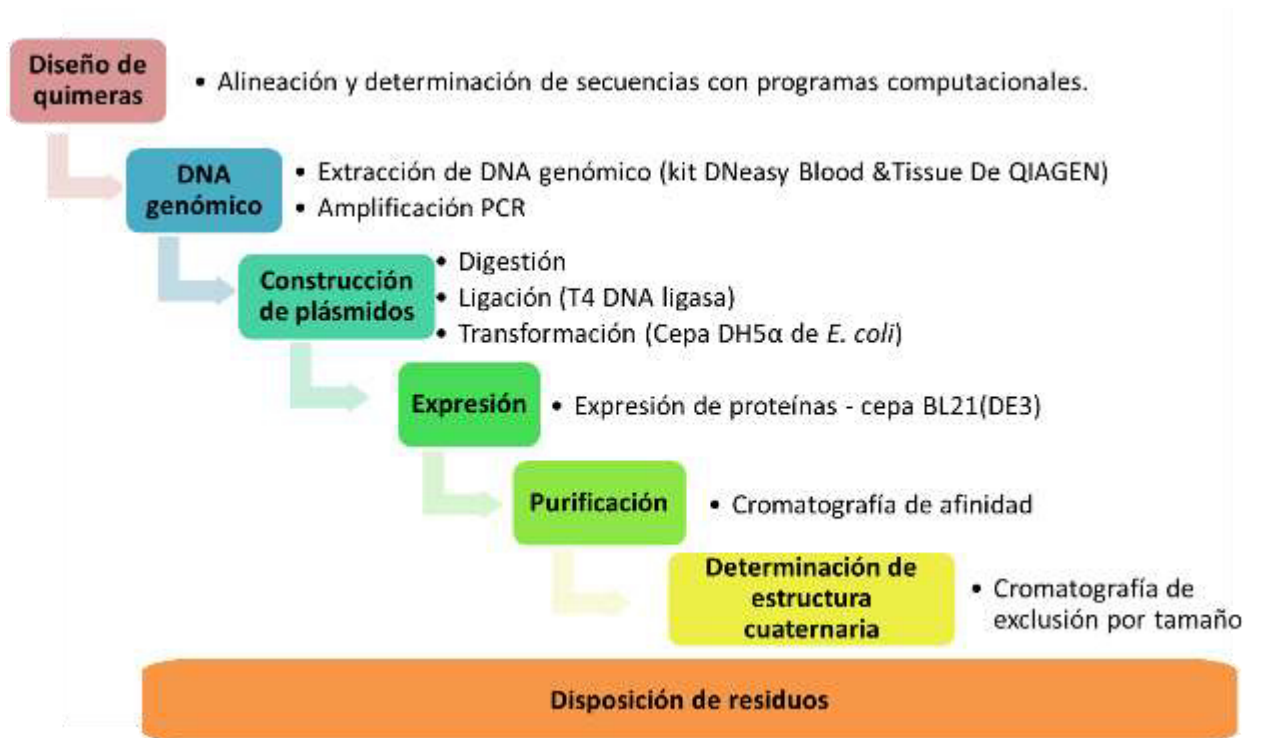 Diseño de
quimeras
• Alineación y determinación de secuencias con programas computacionales.
DNA
genómico
• Extracción de DNA genómico (kit DNeasy Blood &Tissue De QIAGEN)
• Amplificación PCR
Construcción
de plásmidos
• Digestión
• Ligación (T4 DNA ligasa)
• Transformación (Cepa DH5α de E. coli)
Expresión
• Expresión de proteínas - cepa BL21(DE3)
Purificación
• Cromatografía de afinidad
Determinación de
estructura
cuaternaria
• Cromatografía de
exclusión por tamaño
Disposición de residuos